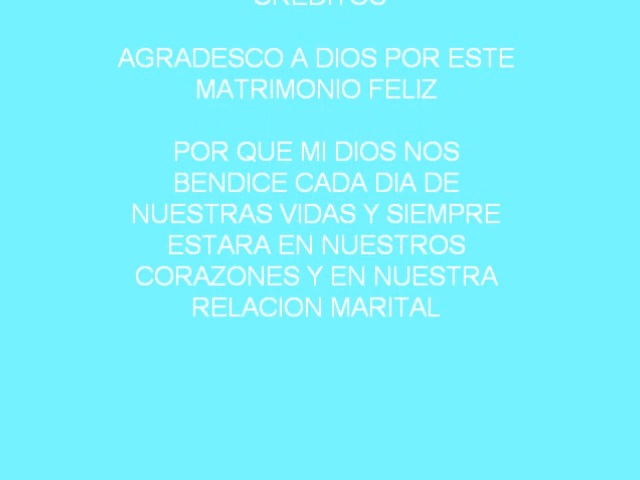 CREDITOS
AGRADESCO A DIOS POR ESTE
MATRIMONIO FELIZ
POR QUE MI DIOS NOS
BENDICE CADA DIA DE
NUESTRAS VIDAS Y SIEMPRE
ESTARA EN NUESTROS
CORAZONES Y EN NUESTRA
RELACION MARITAL